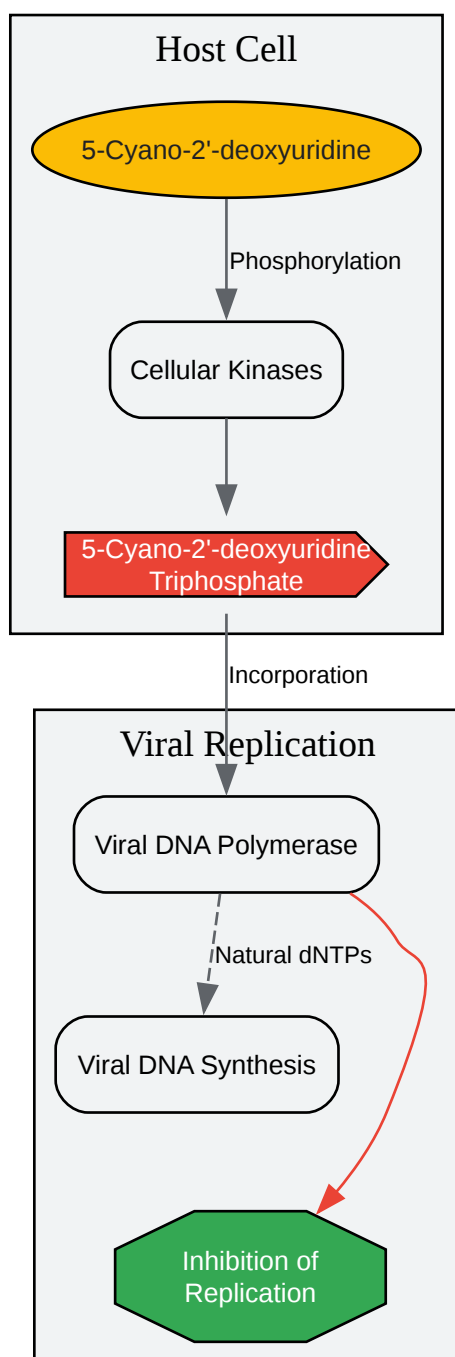 Host Cell
5-Cyano-2'-deoxyuridine
Phosphorylation
Cellular Kinases
5-Cyano-2'-deoxyuridine
Triphosphate
Incorporation
Viral Replication
Viral DNA Polymerase
Natural dNTPs
Viral DNA Synthesis
Inhibition of
Replication